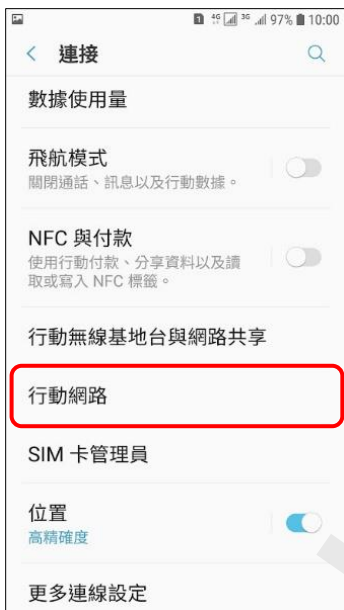 1 4G 3G 97% 10:00
連接
數據使用量
飛航模式
關閉通話、訊息以及行動數據。
NFC 與付款
使用行動付款、分享資料以及讀
取或寫入 NFC 標籤。
行動無線基地台與網路共享
行動網路
SIM 卡管理員
位置
高精確度
更多連線設定